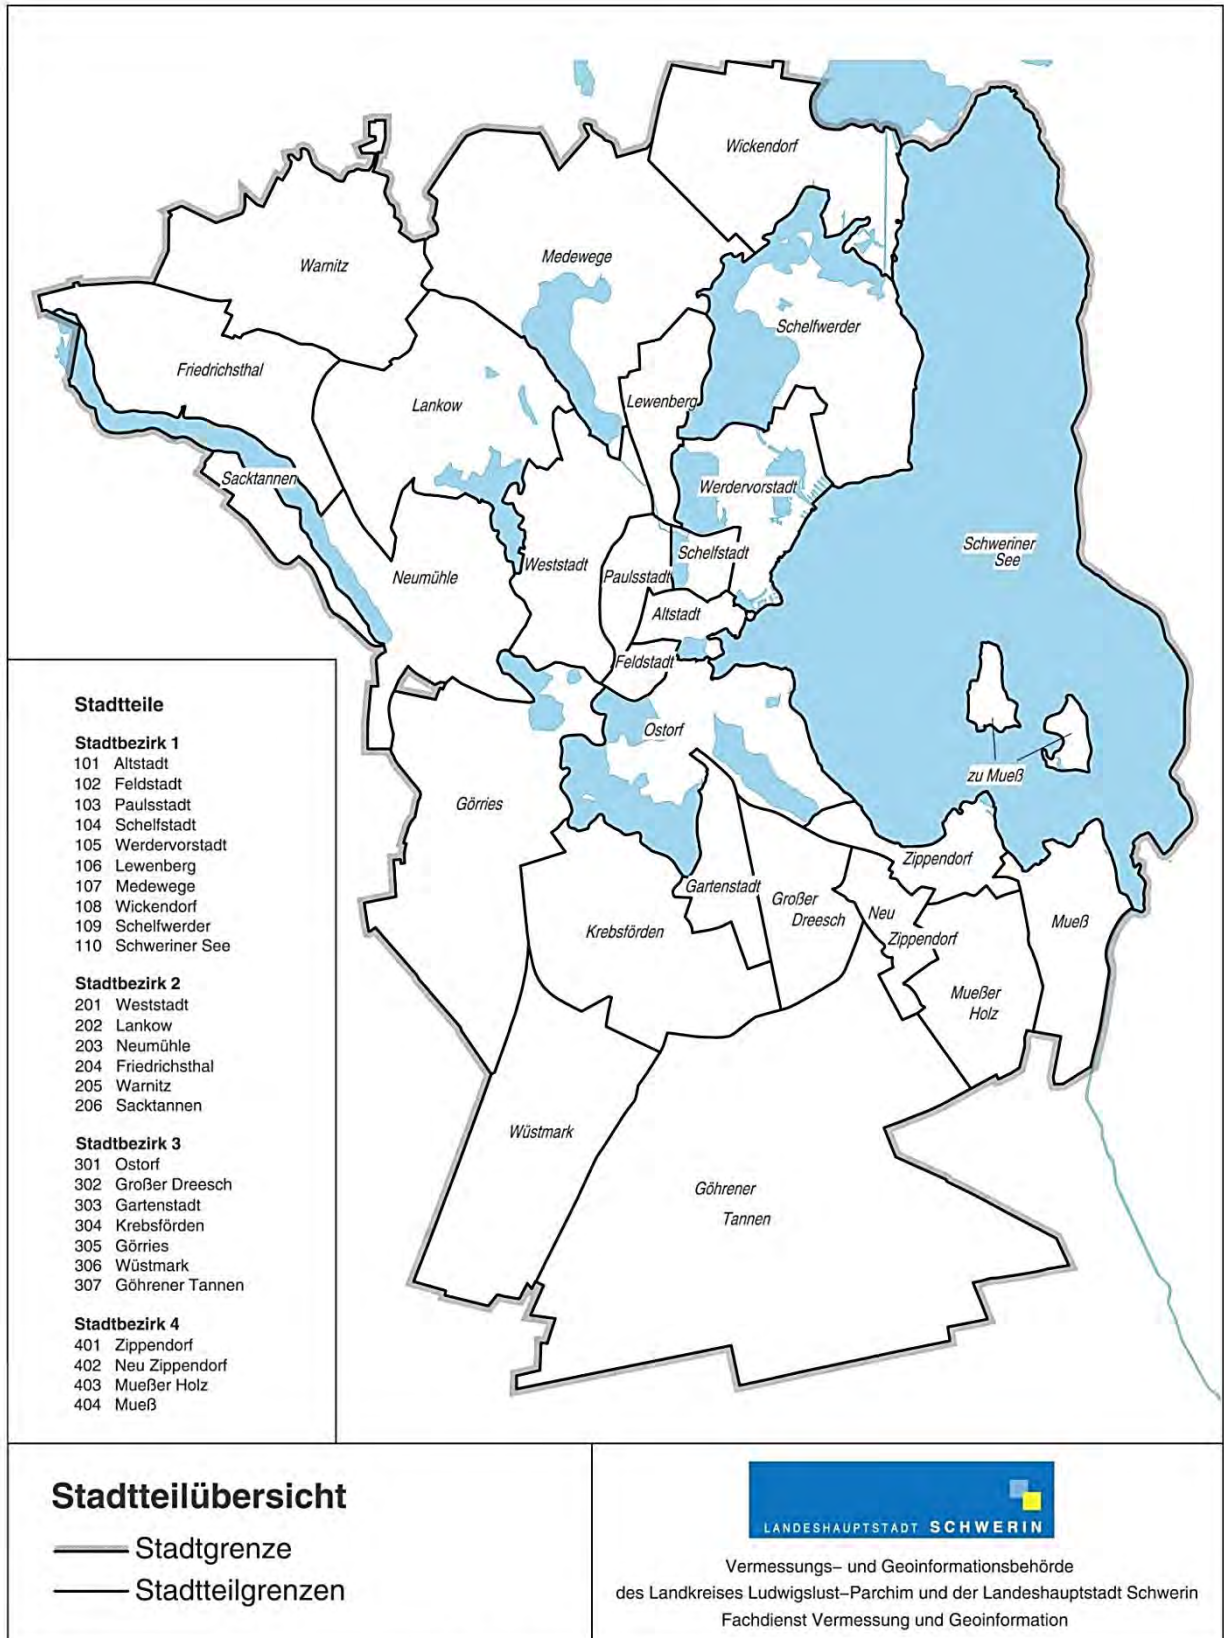 Wickendorf
Medewege
Warnitz
Schelfwerder
Friedrichsthal
Lewenberg
Lankow
Sacktannen
Werdervorstadt
Schweriner
See
Schelfstadt
Weststadt
Paulsstadt
Neumühle
Altstadt
Feldstadt
Ostorf
zu Mueß
Görries
Zippendorf
Gartenstadt
Großer
Dreesch
Neu
Zippendorf
Mueß
Krebsförden
Mueßer
Holz
Wüstmark
Göhrener
Tannen
Stadtteile
Stadtbezirk 1
101 Altstadt
102 Feldstadt
103 Paulsstadt
104 Schelfstadt
105 Werdervorstadt
106 Lewenberg
107 Medewege
108 Wickendorf
109 Schelfwerder
110 Schweriner See
Stadtbezirk 2
201 Weststadt
202 Lankow
203 Neumühle
204 Friedrichsthal
205 Warnitz
206 Sacktannen
Stadtbezirk 3
301 Ostorf
302 Großer Dreesch
303 Gartenstadt
304 Krebsförden
305 Görries
306 Wüstmark
307 Göhrener Tannen
Stadtbezirk 4
401 Zippendorf
402 Neu Zippendorf
403 Mueßer Holz
404 Mueß
Stadtteilübersicht
Stadtgrenze
Stadtteilgrenzen
LANDESHAUPTSTADT SCHWERIN
Vermessungs– und Geoinformationsbehörde
des Landkreises Ludwigslust–Parchim und der Landeshauptstadt Schwerin
Fachdienst Vermessung und Geoinformation